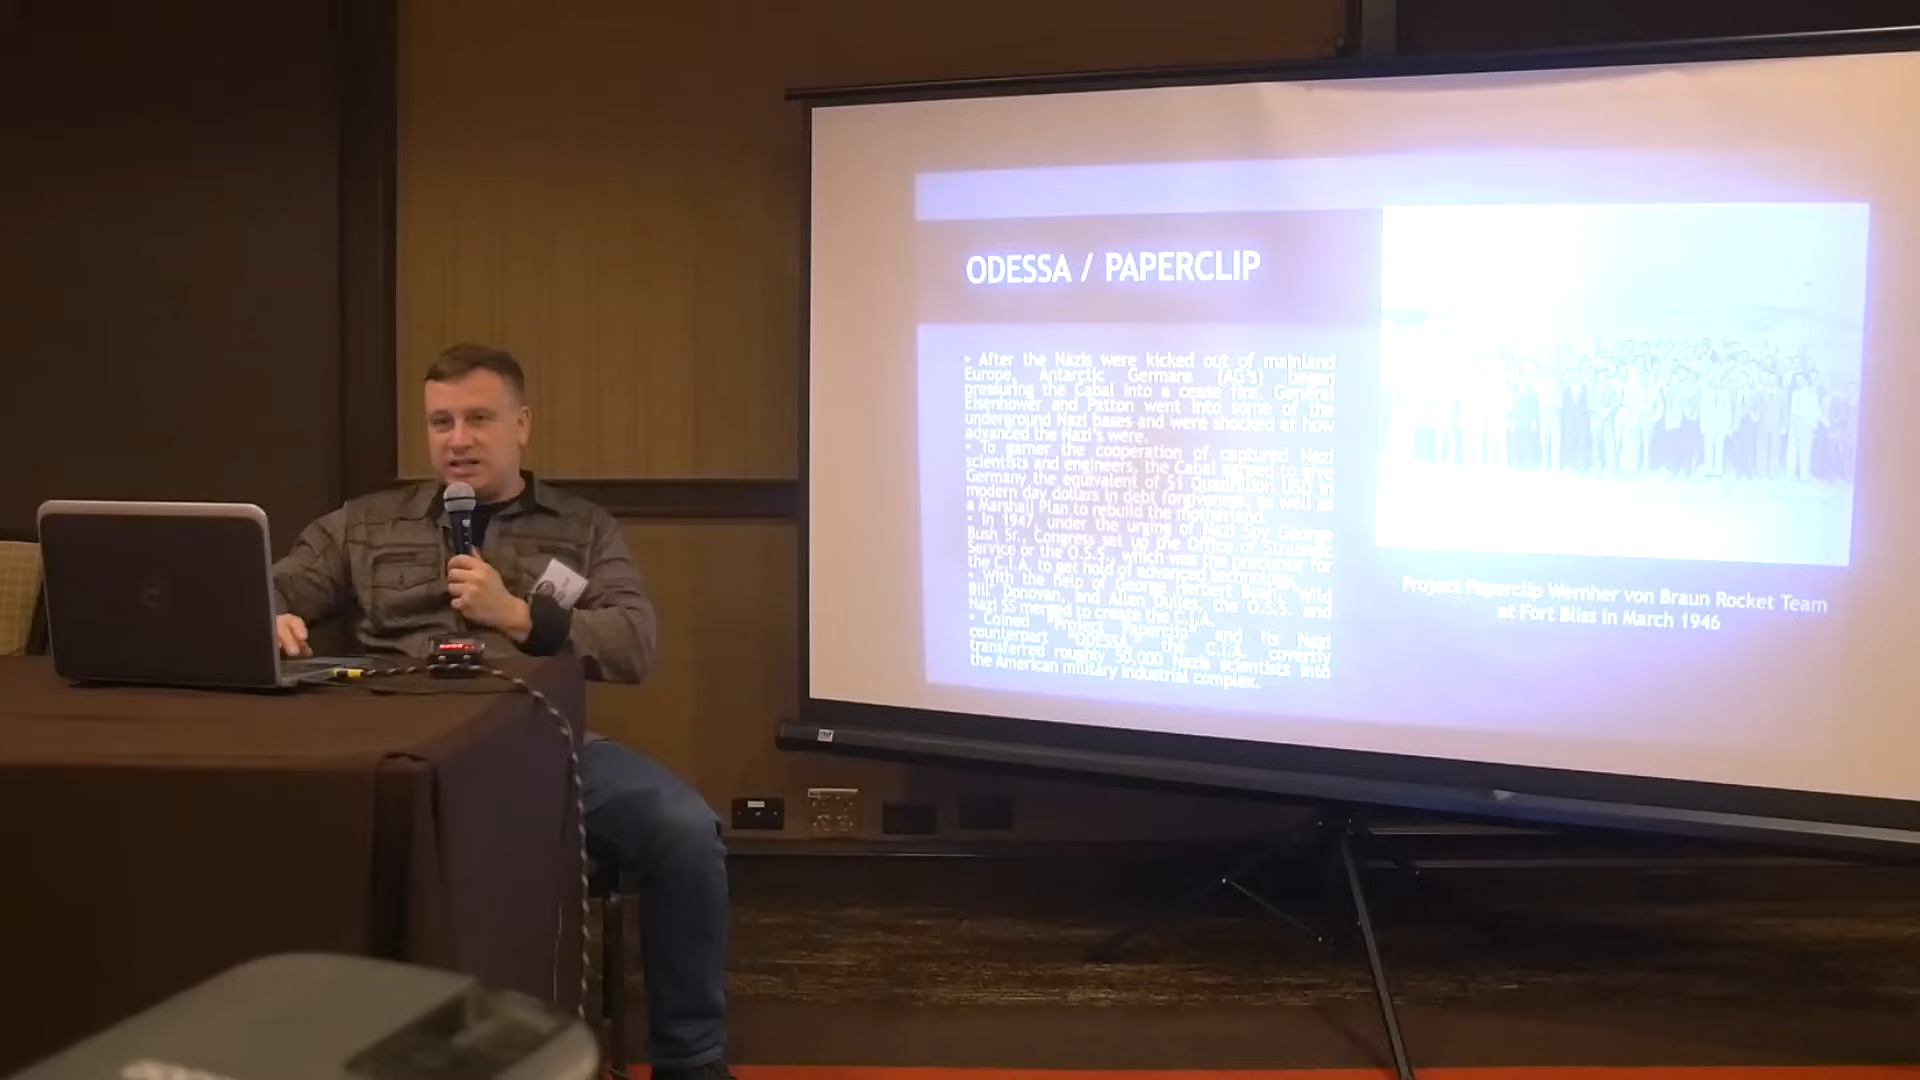 ODESSA / PAPERCLIP
• After the Nazis were kicked out of mainland
Europe, Antarctic Germans (AG's) began
pressuring the Cabal into a cease fire. General
Eisenhower and Patton went into some of the
underground Nazi bases and were shocked at how
advanced the Nazi's were.
• To garner the cooperation of captured Nazi
scientists and engineers, the Cabal agreed to give
Germany the equivalent of 51 Quadrillion USD in
modern day dollars in debt forgiveness, as well as
a Marshall Plan to rebuild the motherland.
• In 1947, under the urging of Nazi Spy George
Bush Sr., Congress set up the Office of Strategic
Service or the O.S.S., which was the precursor for
the C.I.A. to get hold of advanced technology.
• With the help of George Herbert Bush, "Wild
Bill" Donovan, and Allen Dulles, the O.S.S. and
Nazi SS merged to create the C.I.A.
• Coined "Project Paperclip" and its Nazi
counterpart "Odessa" the C.I.A. covertly
transferred roughly 50,000 Nazis scientists into
the American military industrial complex.
Project Paperclip Wernher von Braun Rocket Team
at Fort Bliss in March 1946